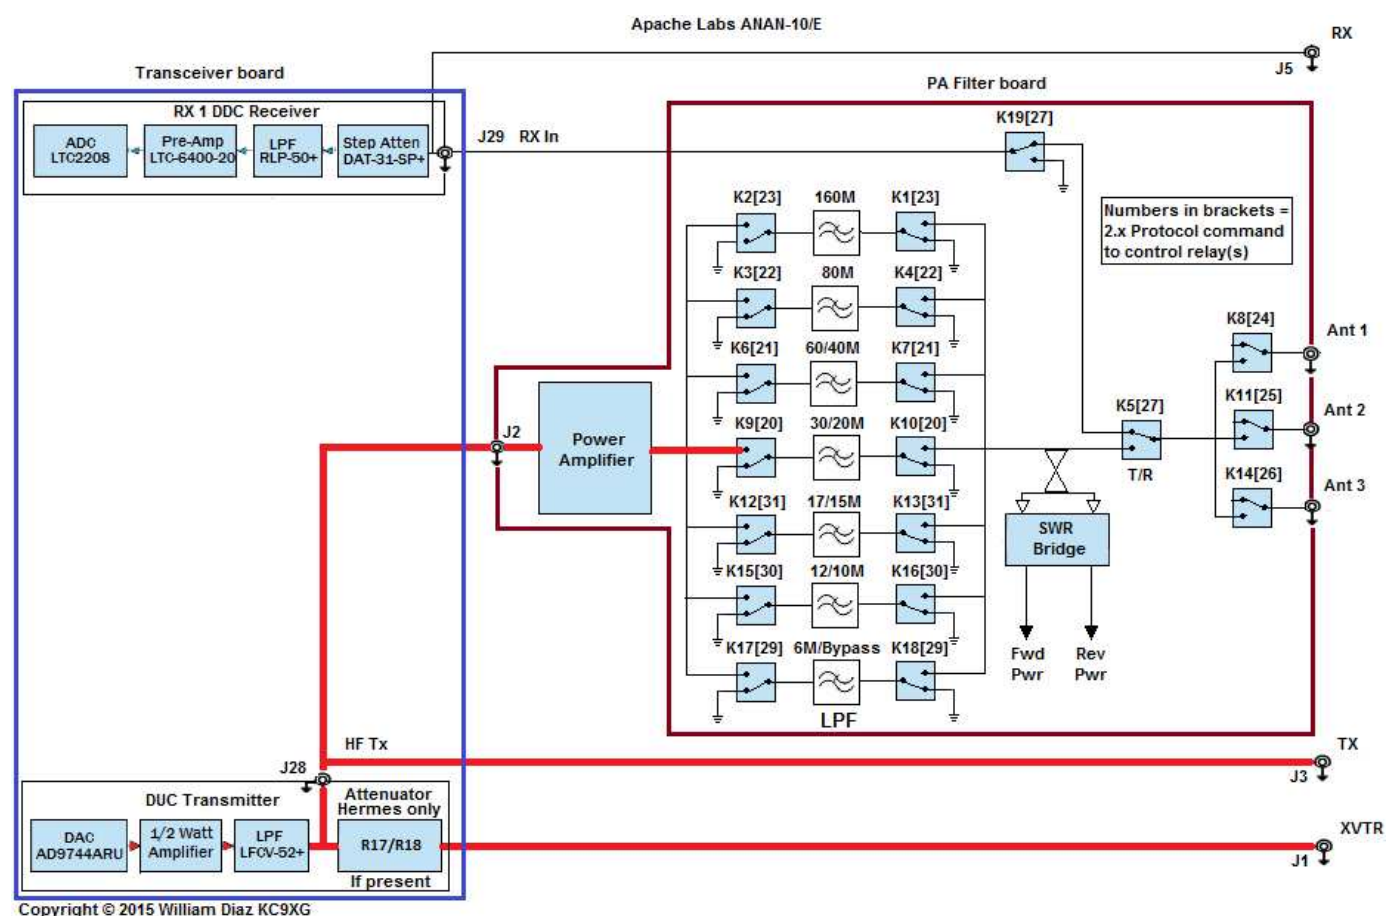 Apache Labs ANAN-10/E
RX
J5
Transceiver board
PA Filter board
RX 1 DDC Receiver
ADC
LTC2208
Pre-Amp
LTC-6400-20
LPF
RLP-50+
Step Atten
DAT-31-SP+
J29 RX In
K19[27]
Numbers in brackets =
2.x Protocol command
to control relay(s)
K2[23] 160M K1[23]
K3[22] 80M K4[22]
K6[21] 60/40M K7[21]
K9[20] 30/20M K10[20]
K12[31] 17/15M K13[31]
K15[30] 12/10M K16[30]
K17[29] 6M/Bypass K18[29]
LPF
J2
Power
Amplifier
K5[27]
T/R
K8[24]
Ant 1
K11[25]
Ant 2
K14[26]
Ant 3
SWR
Bridge
Fwd
Pwr
Rev
Pwr
HF Tx
TX
J3
J28
DUC Transmitter
Attenuator
Hermes only
DAC
AD9744ARU
1/2 Watt
Amplifier
LPF
LFCV-52+
R17/R18
If present
XVTR
J1
Copyright © 2015 William Diaz KC9XG